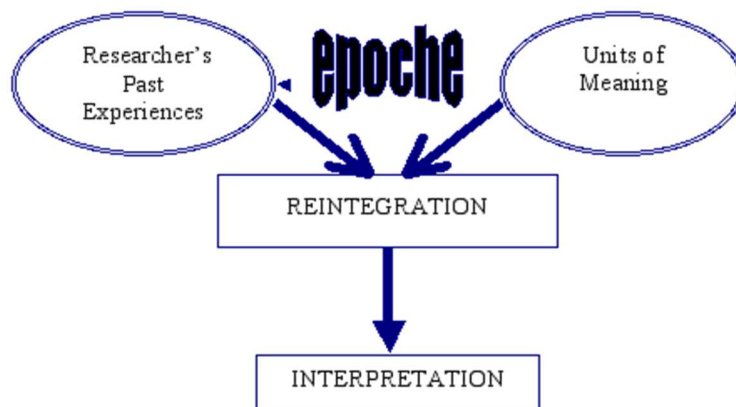 Researcher's
Past
Experiences
epoche
Units of
Meaning
REINTEGRATION
INTERPRETATION